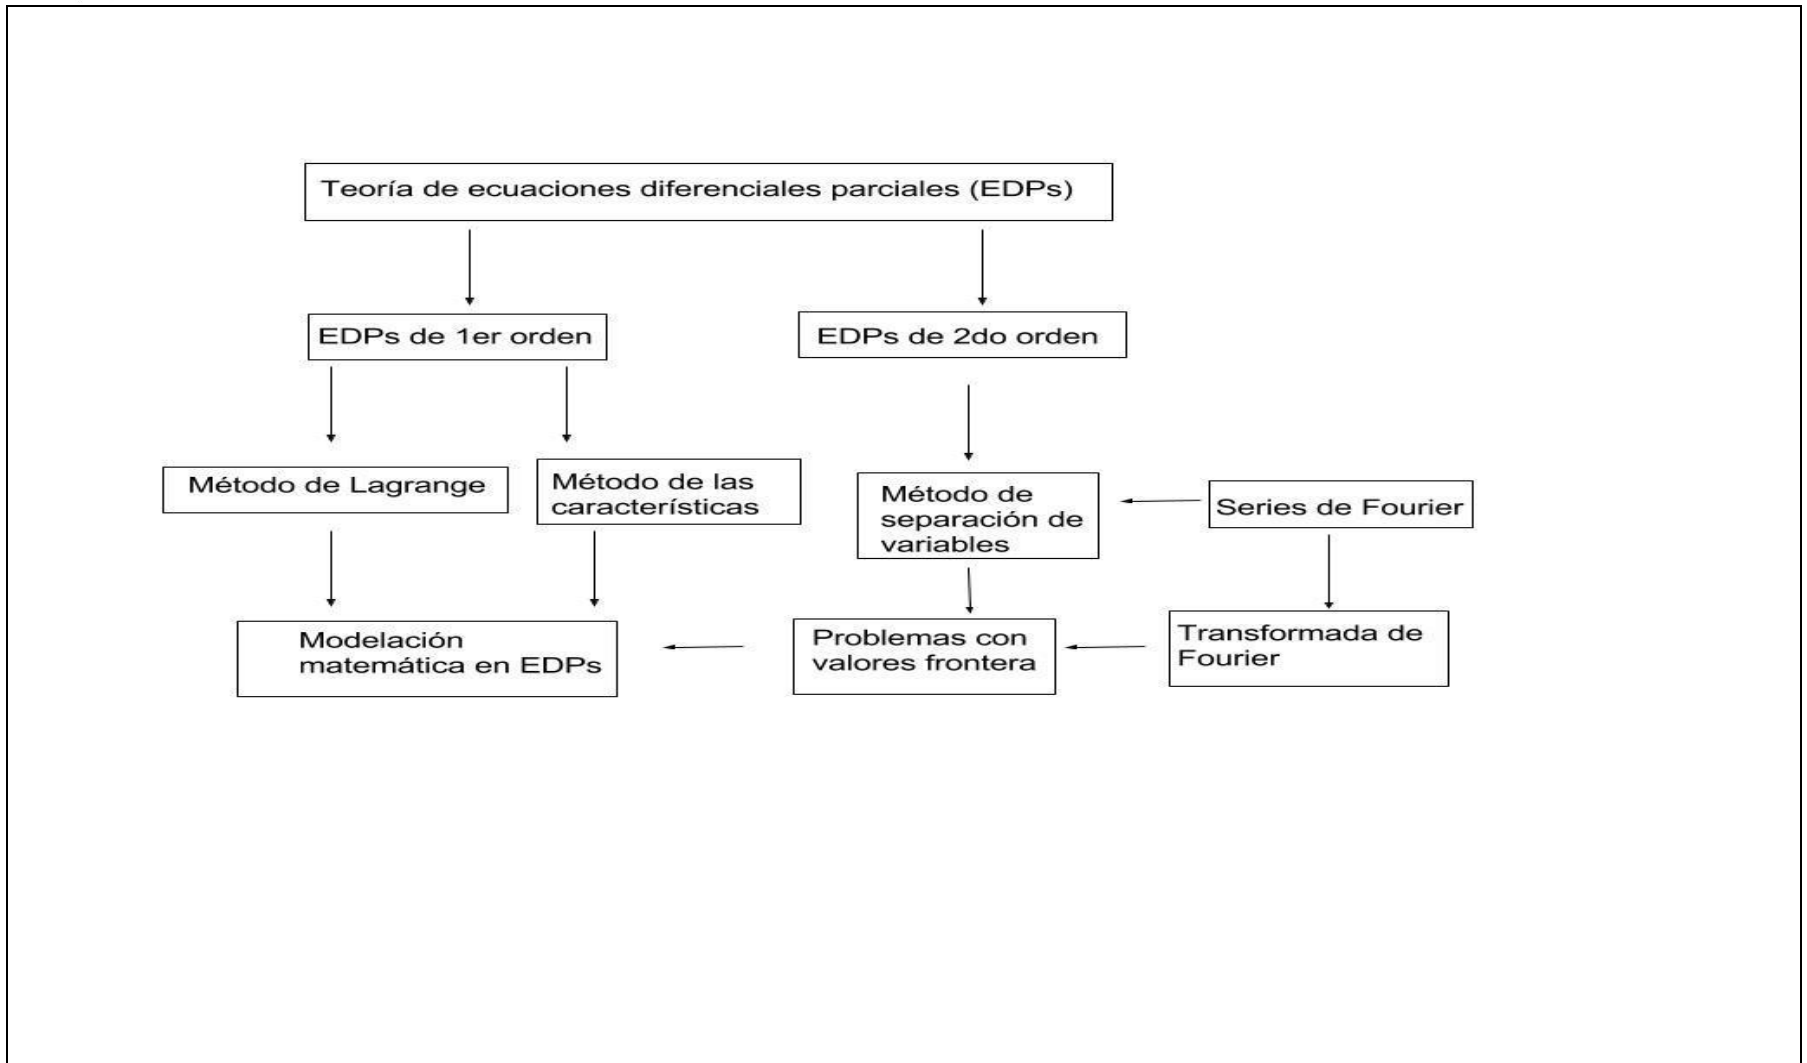 Teoría de ecuaciones diferenciales parciales (EDPs)
EDPs de 1er orden
EDPs de 2do orden
Método de Lagrange
Método de las
características
Método de
separación de
variables
Series de Fourier
Modelación
matemática en EDPs
Problemas con
valores frontera
Transformada de
Fourier